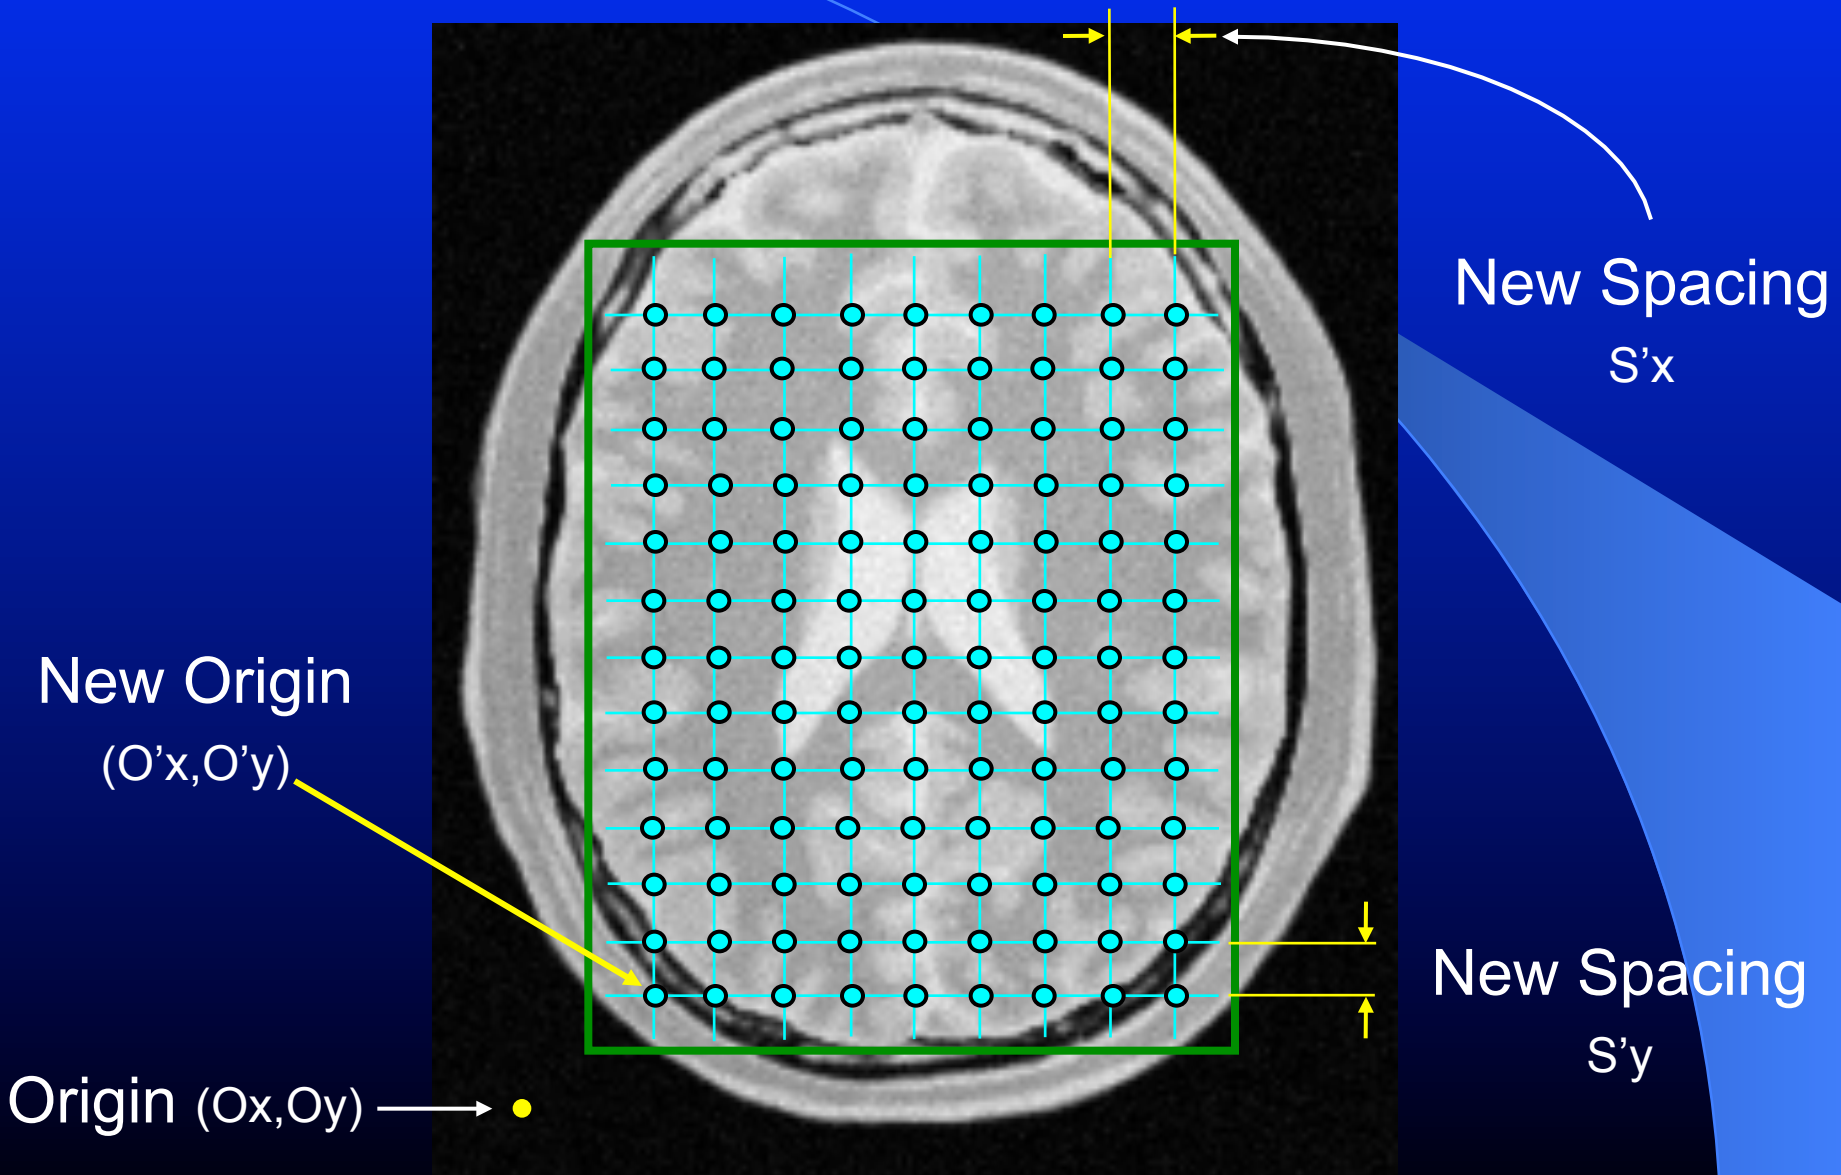 New Spacing
S’x
New Origin
(O’x,O’y)
New Spacing
S’y
Origin (Ox,Oy)